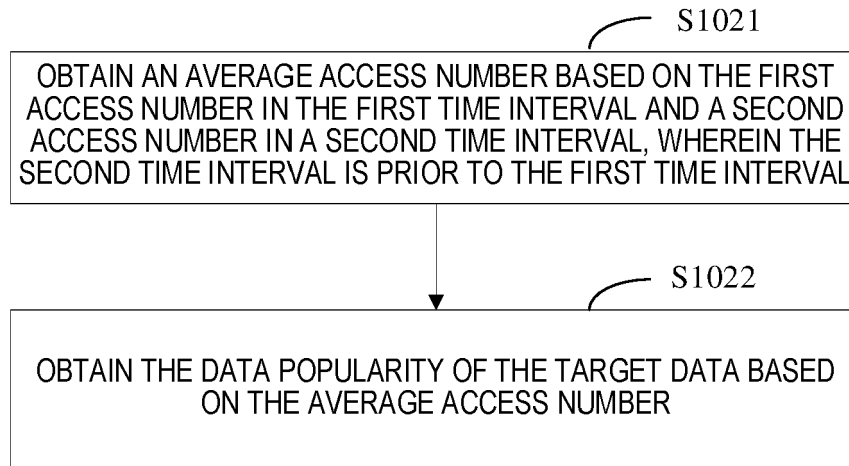 S1021
OBTAIN AN AVERAGE ACCESS NUMBER BASED ON THE FIRST
ACCESS NUMBER IN THE FIRST TIME INTERVAL AND A SECOND
ACCESS NUMBER IN A SECOND TIME INTERVAL, WHEREIN THE
SECOND TIME INTERVAL IS PRIOR TO THE FIRST TIME INTERVAL
S1022
OBTAIN THE DATA POPULARITY OF THE TARGET DATA BASED
ON THE AVERAGE ACCESS NUMBER